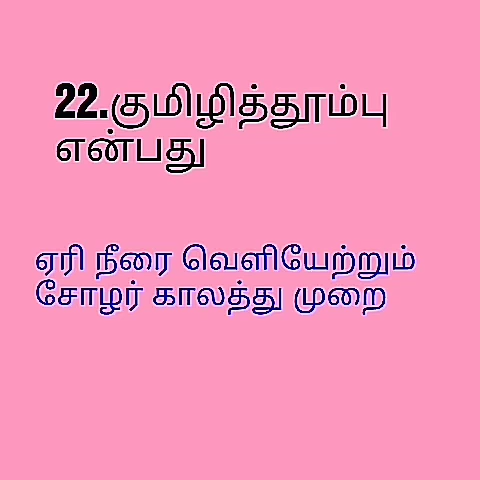 22.குமிழித்தூம்பு
என்பது
ஏரி நீரை வெளியேற்றும்
சோழர் காலத்து முறை